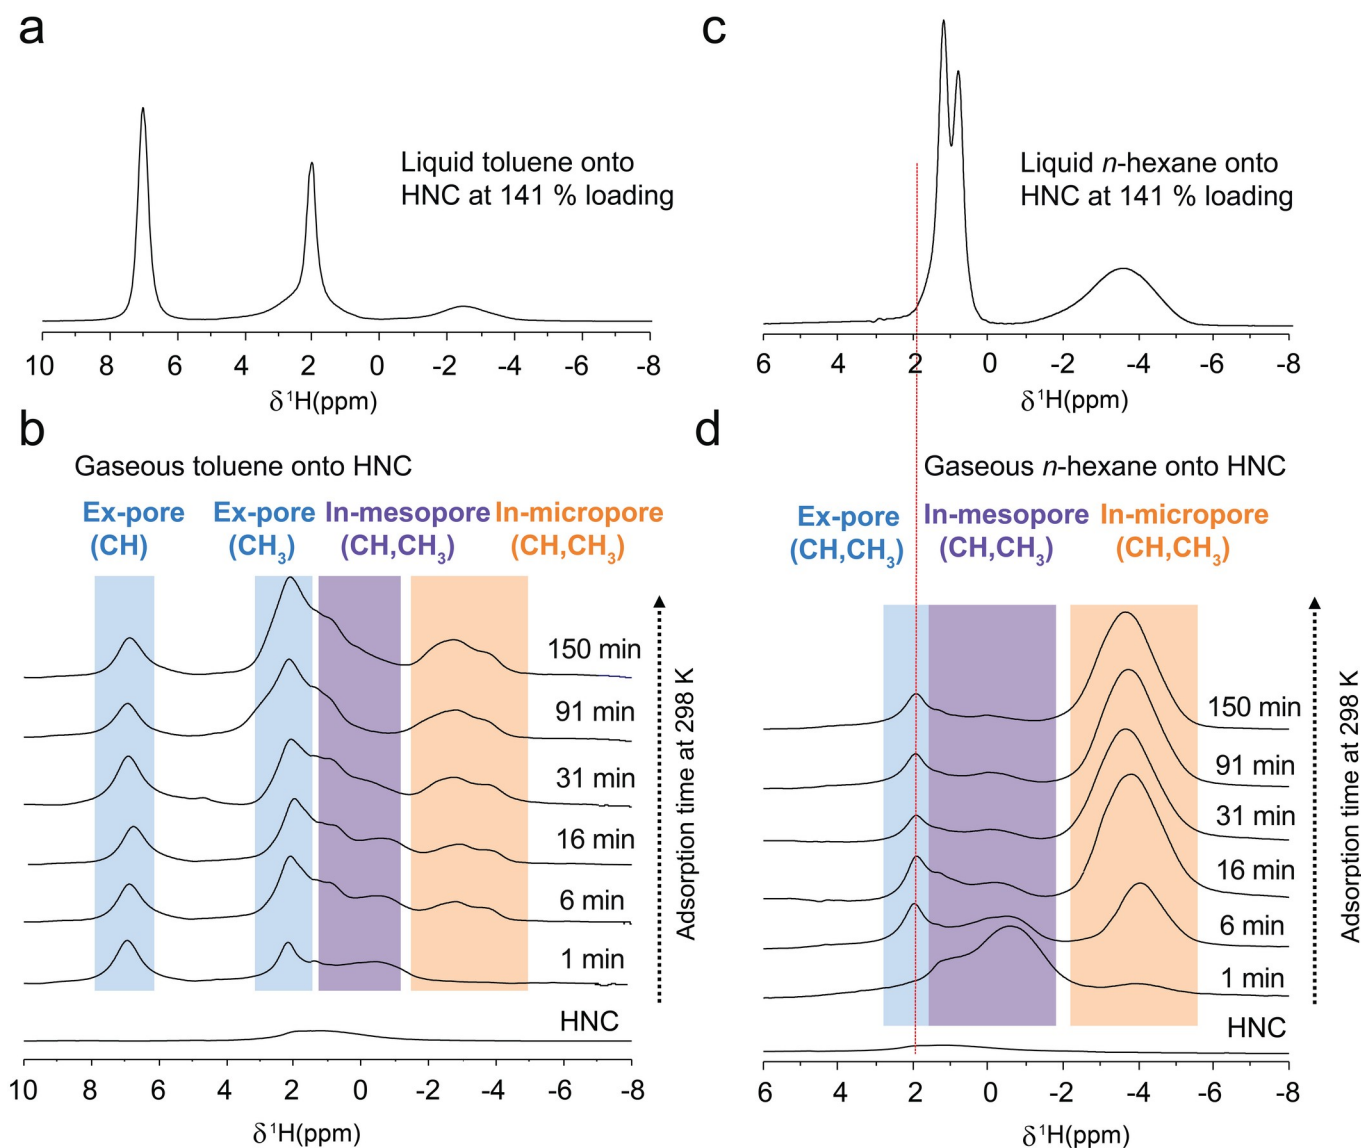 a
Liquid toluene onto
HNC at 141 % loading
10 8 6 4 2 0 -2 -4 -6 -8
δ ¹H(ppm)
b
Gaseous toluene onto HNC
Ex-pore Ex-pore In-mesopore In-micropore
(CH) (CH₃) (CH,CH₃) (CH,CH₃)
150 min
91 min
31 min
16 min
6 min
1 min
HNC
Adsorption time at 298 K
10 8 6 4 2 0 -2 -4 -6 -8
δ ¹H(ppm)
c
Liquid n-hexane onto
HNC at 141 % loading
6 4 2 0 -2 -4 -6 -8
δ ¹H(ppm)
d
Gaseous n-hexane onto HNC
Ex-pore In-mesopore In-micropore
(CH,CH₃) (CH,CH₃) (CH,CH₃)
150 min
91 min
31 min
16 min
6 min
1 min
HNC
Adsorption time at 298 K
6 4 2 0 -2 -4 -6 -8
δ ¹H(ppm)